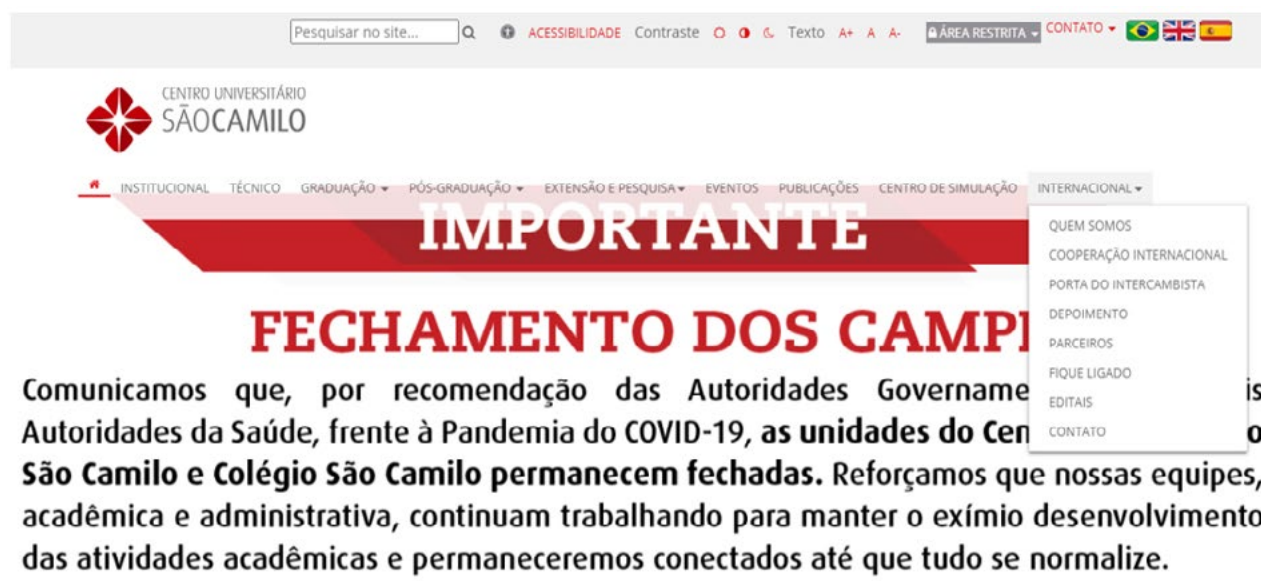 Pesquisar no site... ACESSIBILIDADE Contraste Texto A+ A A- ÁREA RESTRITA CONTATO
CENTRO UNIVERSITÁRIO
SÃOCAMILO
INSTITUCIONAL TÉCNICO GRADUAÇÃO PÓS-GRADUAÇÃO EXTENSÃO E PESQUISA EVENTOS PUBLICAÇÕES CENTRO DE SIMULAÇÃO INTERNACIONAL
QUEM SOMOS
COOPERAÇÃO INTERNACIONAL
PORTA DO INTERCAMBISTA
DEPOIMENTO
PARCEIROS
FIQUE LIGADO
EDITAIS
CONTATO
IMPORTANTE
FECHAMENTO DOS CAMPI
Comunicamos que, por recomendação das Autoridades Govername is
Autoridades da Saúde, frente à Pandemia do COVID-19, as unidades do Cen o
São Camilo e Colégio São Camilo permanecem fechadas. Reforçamos que nossas equipes,
acadêmica e administrativa, continuam trabalhando para manter o exímio desenvolvimento
das atividades acadêmicas e permaneceremos conectados até que tudo se normalize.